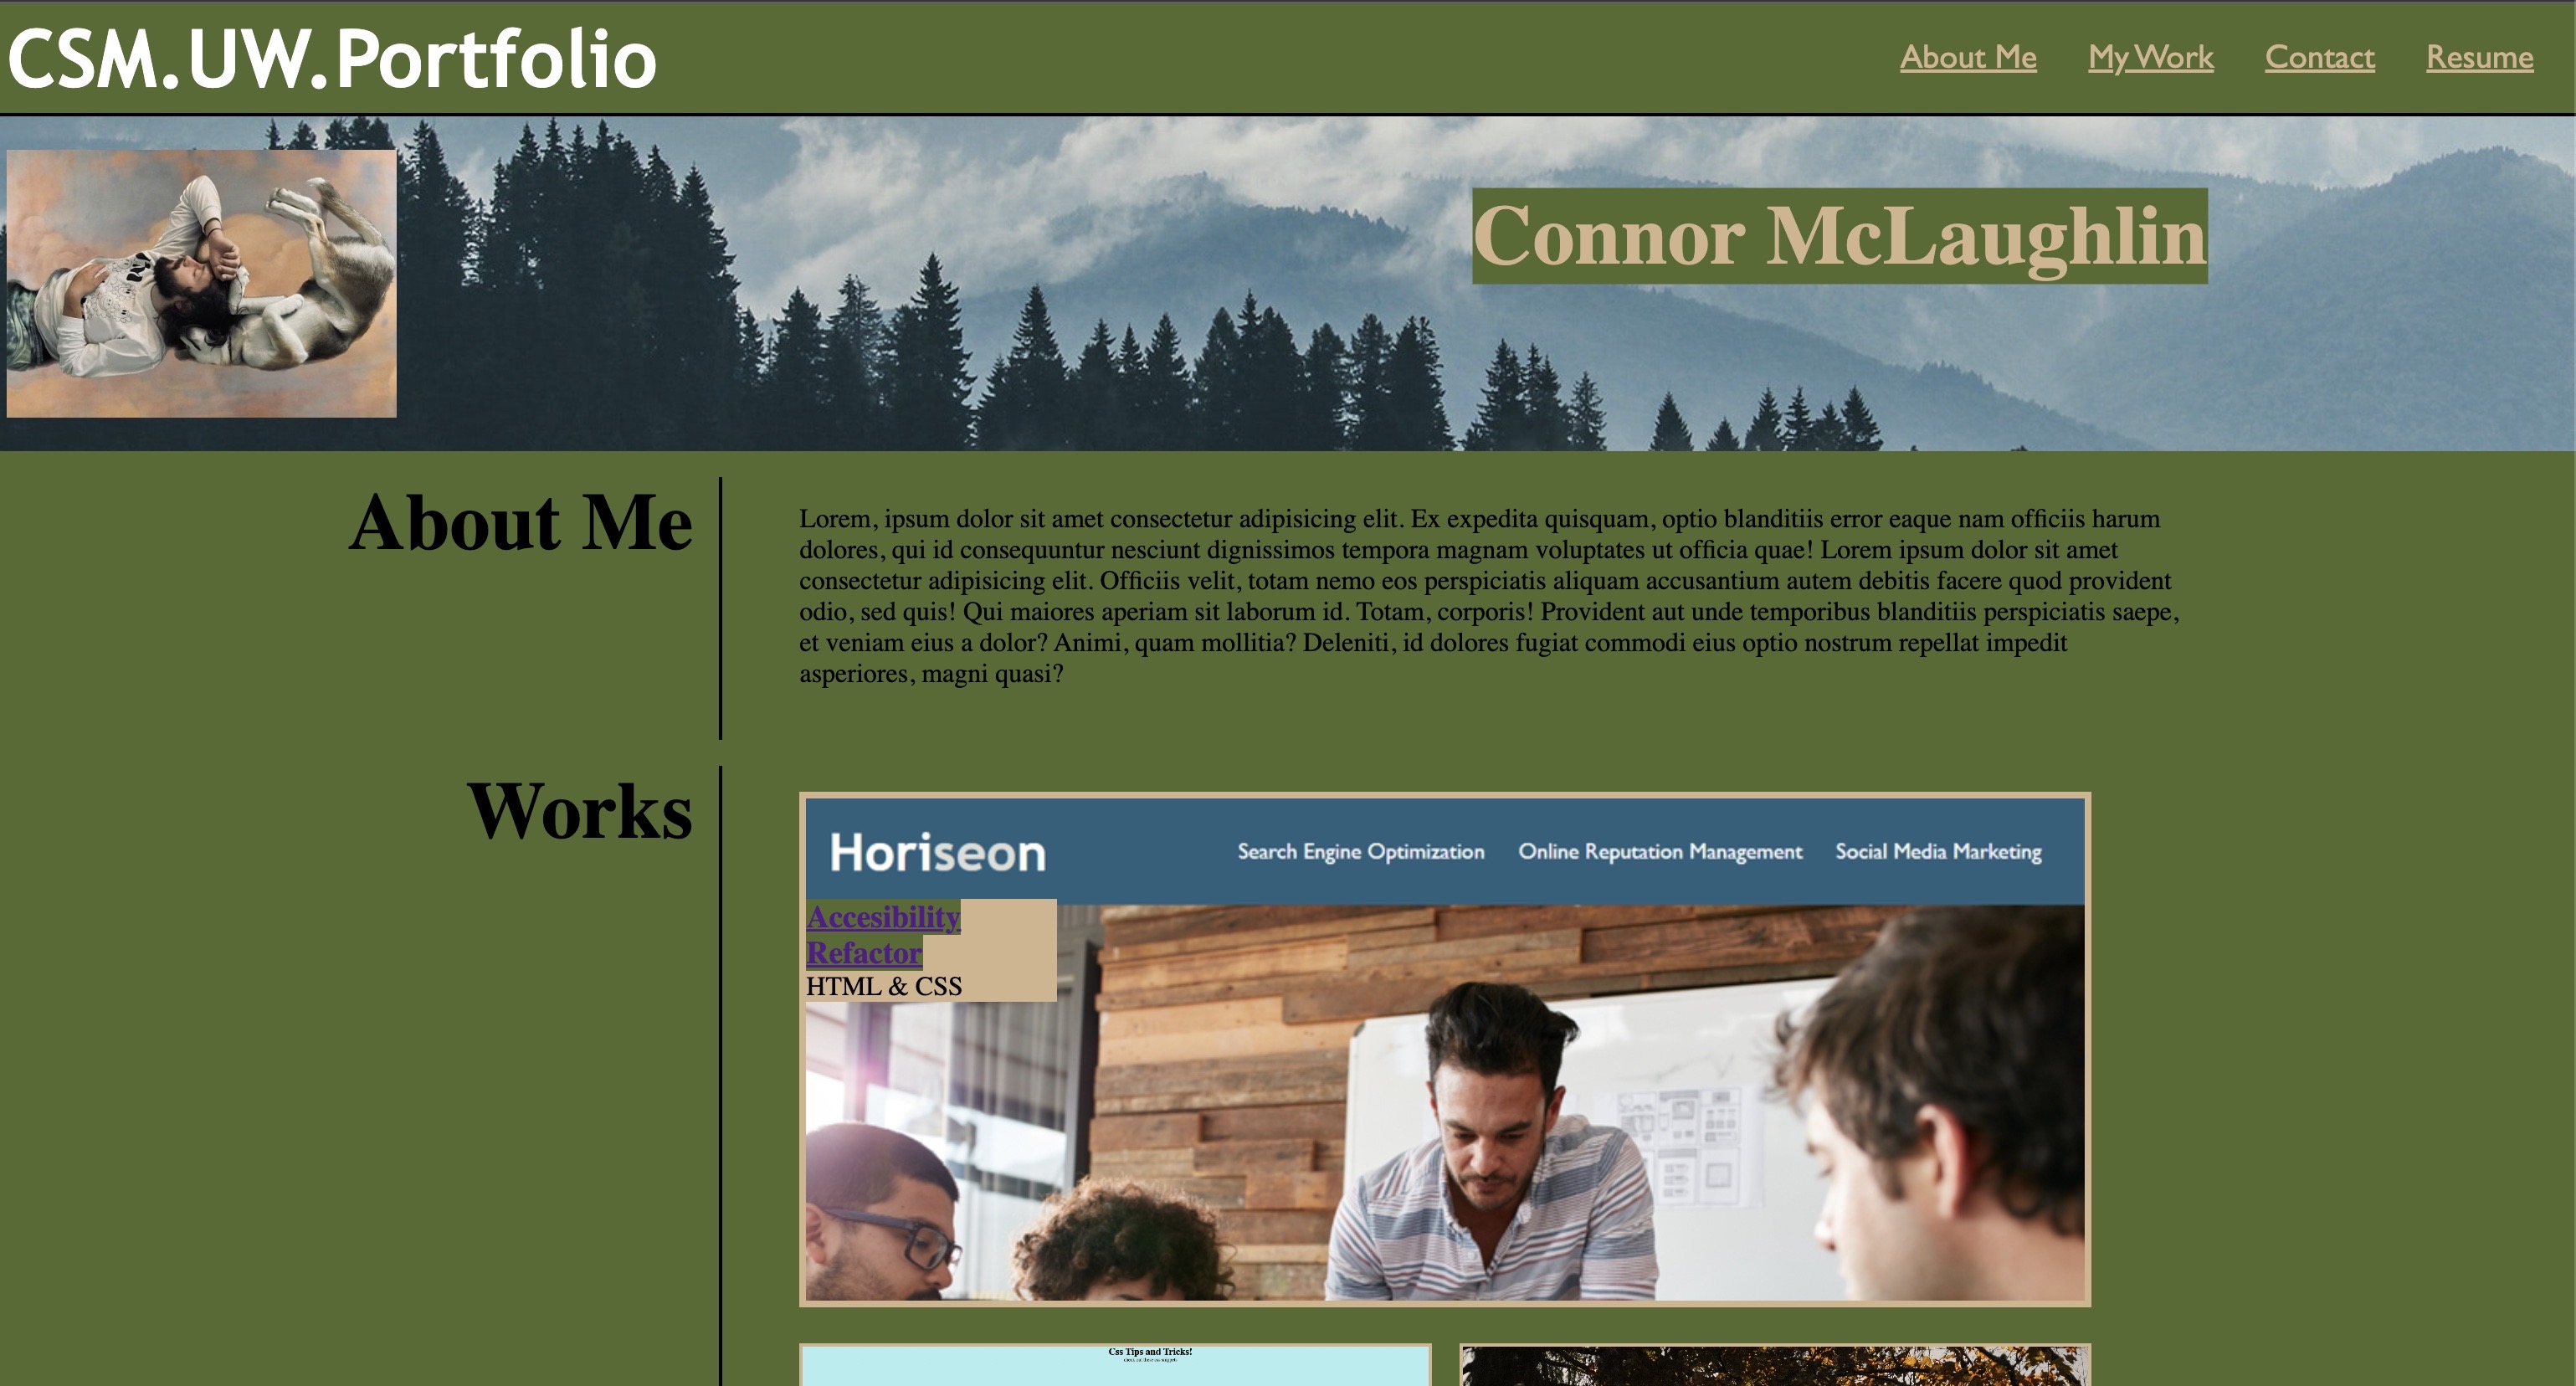 CSM.UW.Portfolio
About Me My Work Contact Resume
Connor McLaughlin
About Me
Lorem, ipsum dolor sit amet consectetur adipisicing elit. Ex expedita quisquam, optio blanditiis error eaque nam officiis harum
dolores, qui id consequuntur nesciunt dignissimos tempora magnam voluptates ut officia quae! Lorem ipsum dolor sit amet
consectetur adipisicing elit. Officiis velit, totam nemo eos perspiciatis aliquam accusantium autem debitis facere quod provident
odio, sed quis! Qui maiores aperiam sit laborum id. Totam, corporis! Provident aut unde temporibus blanditiis perspiciatis saepe,
et veniam eius a dolor? Animi, quam mollitia? Deleniti, id dolores fugiat commodi eius optio nostrum repellat impedit
asperiores, magni quasi?
Works
Horiseon
Search Engine Optimization Online Reputation Management Social Media Marketing
Accesibility
Refactor
HTML & CSS
Css Tips and Tricks!